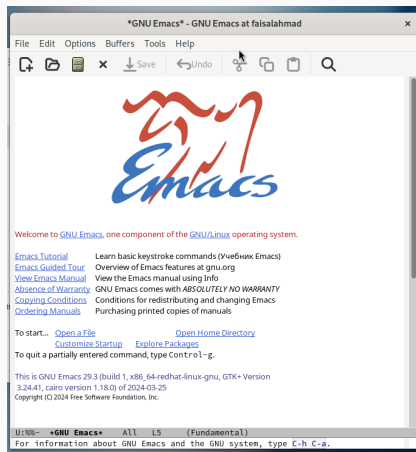 *GNU Emacs* - GNU Emacs at faisalahmad ×
File Edit Options Buffers Tools Help
Save Undo
Emacs
Welcome to GNU Emacs, one component of the GNU/Linux operating system.
Emacs Tutorial Learn basic keystroke commands (Учебник Emacs)
Emacs Guided Tour Overview of Emacs features at gnu.org
View Emacs Manual View the Emacs manual using Info
Absence of Warranty GNU Emacs comes with ABSOLUTELY NO WARRANTY
Copying Conditions Conditions for redistributing and changing Emacs
Ordering Manuals Purchasing printed copies of manuals
To start... Open a File Open Home Directory
Customize Startup Explore Packages
To quit a partially entered command, type Control-g.
This is GNU Emacs 29.3 (build 1, x86_64-redhat-linux-gnu, GTK+ Version
3.24.41, cairo version 1.18.0) of 2024-03-25
Copyright (C) 2024 Free Software Foundation, Inc.
U:%%- *GNU Emacs* All L5 (Fundamental)
For information about GNU Emacs and the GNU system, type C-h C-a.